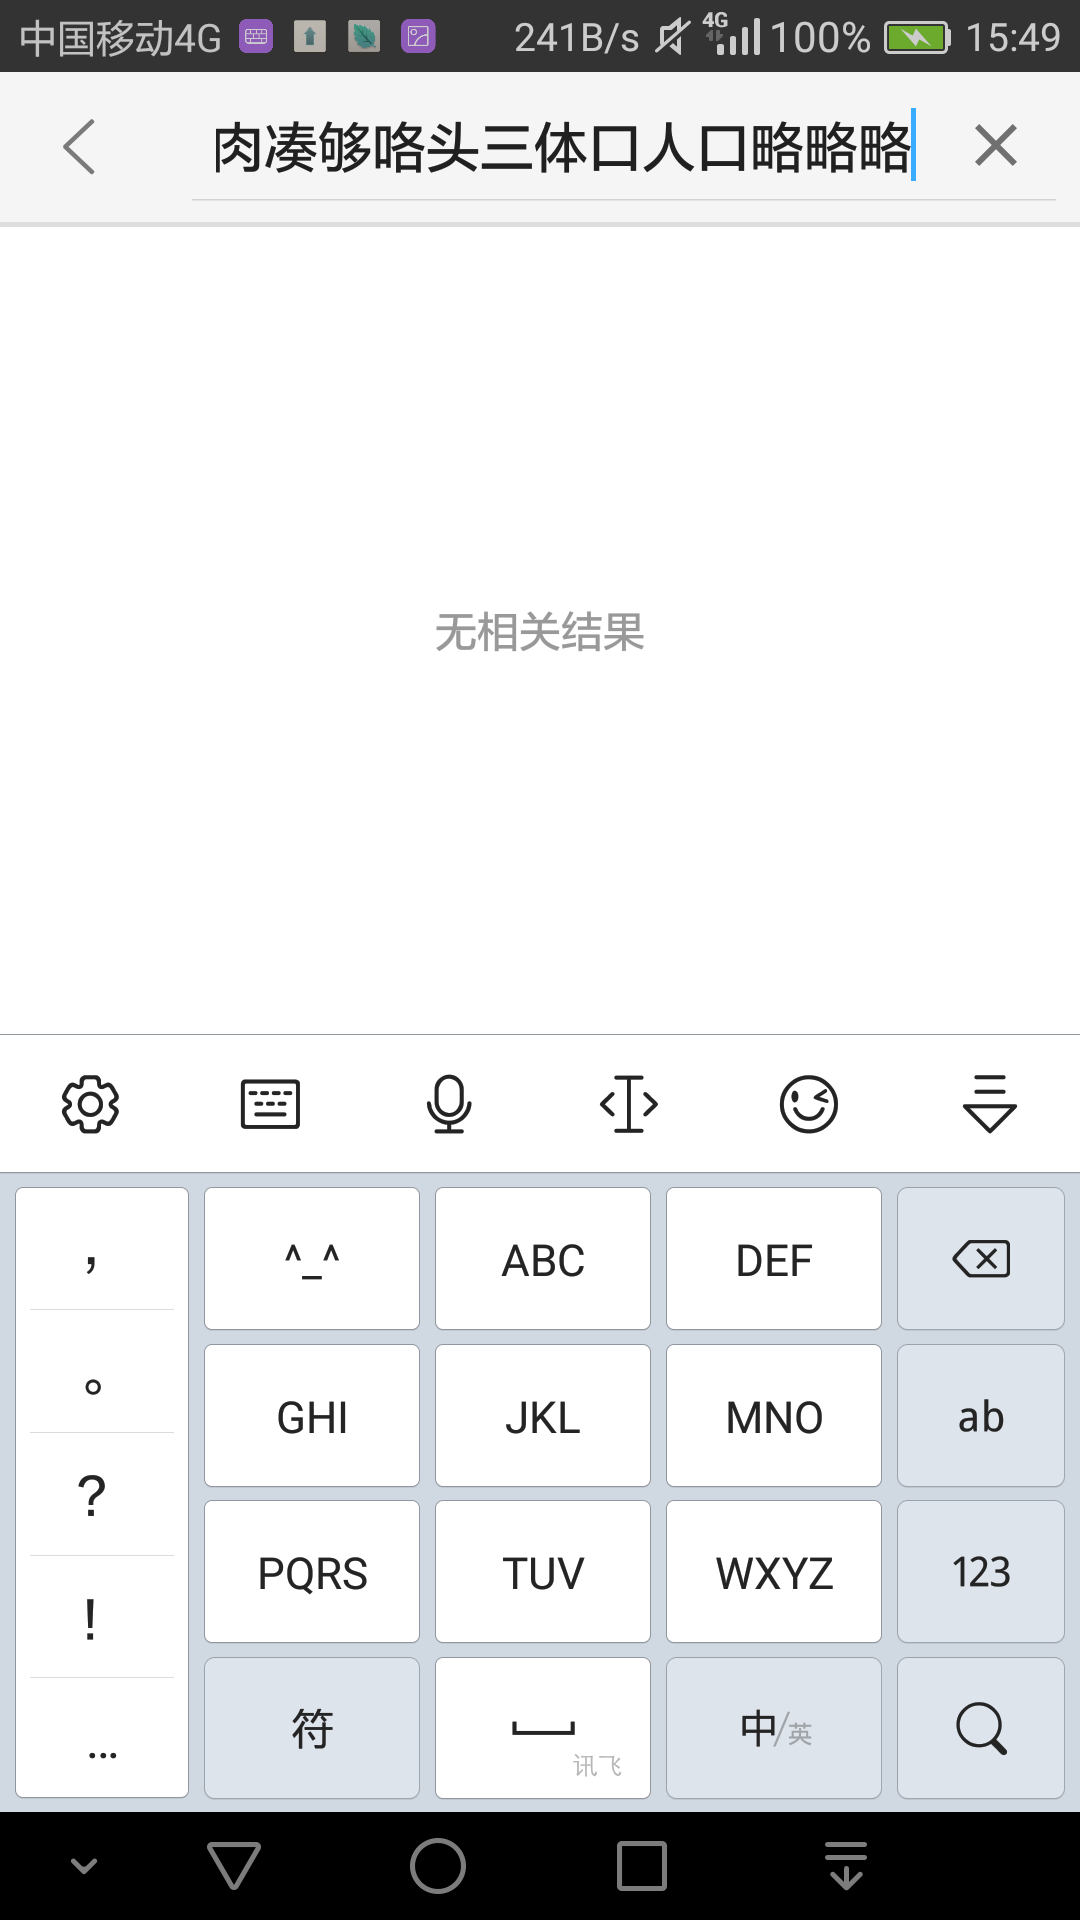 中国移动4G 241B/s 4G 100% 15:49
肉凑够咯头三体口人口略略略
无相关结果
， ^_^ ABC DEF
。 GHI JKL MNO ab
? PQRS TUV WXYZ 123
!
… 符 讯飞 中/英